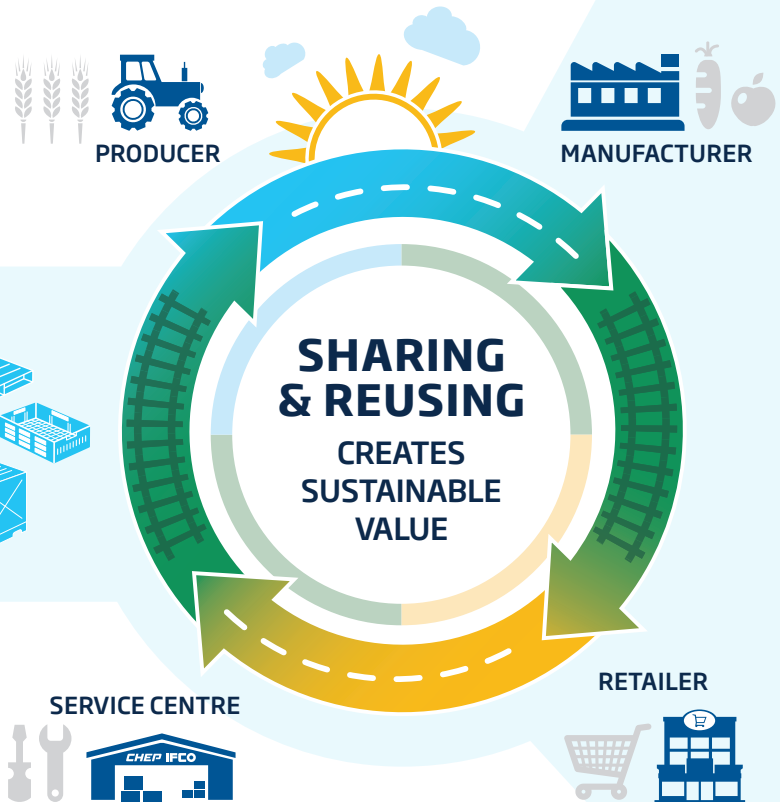 PRODUCER
MANUFACTURER
SHARING
& REUSING
CREATES
SUSTAINABLE
VALUE
RETAILER
SERVICE CENTRE
CHEP IFCO